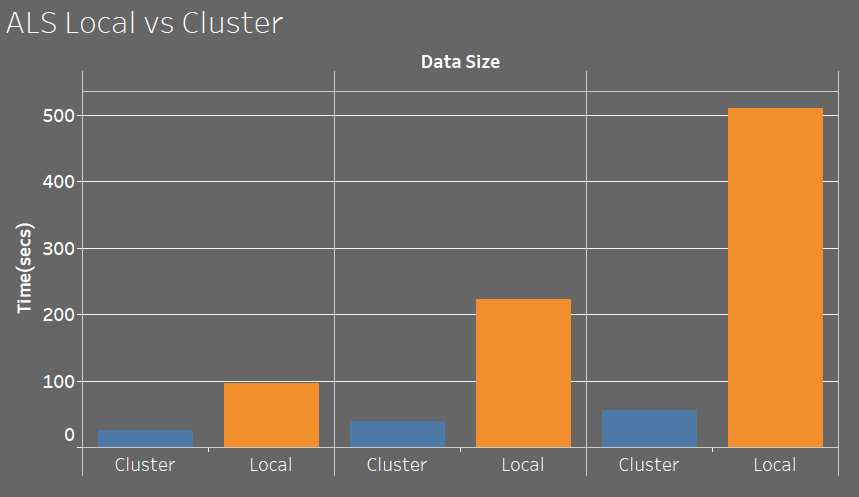 ALS Local vs Cluster
Data Size
Time(secs)
500
400
300
200
100
0
Cluster Local Cluster Local Cluster Local